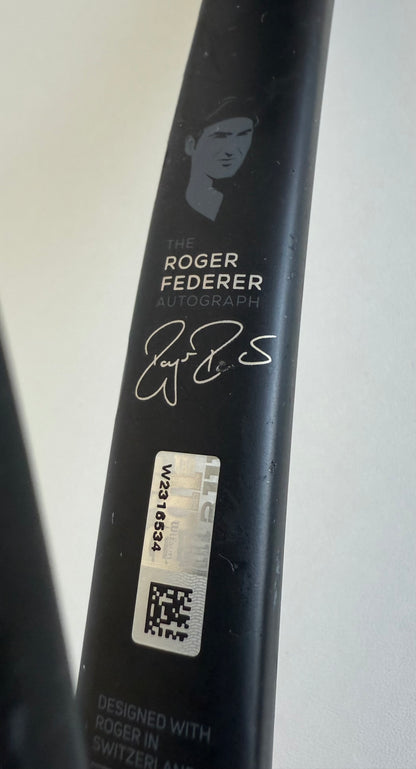 THE
ROGER
FEDERER
AUTOGRAPH
W2316534
DESIGNED WITH
ROGER IN
SWITZERLAND